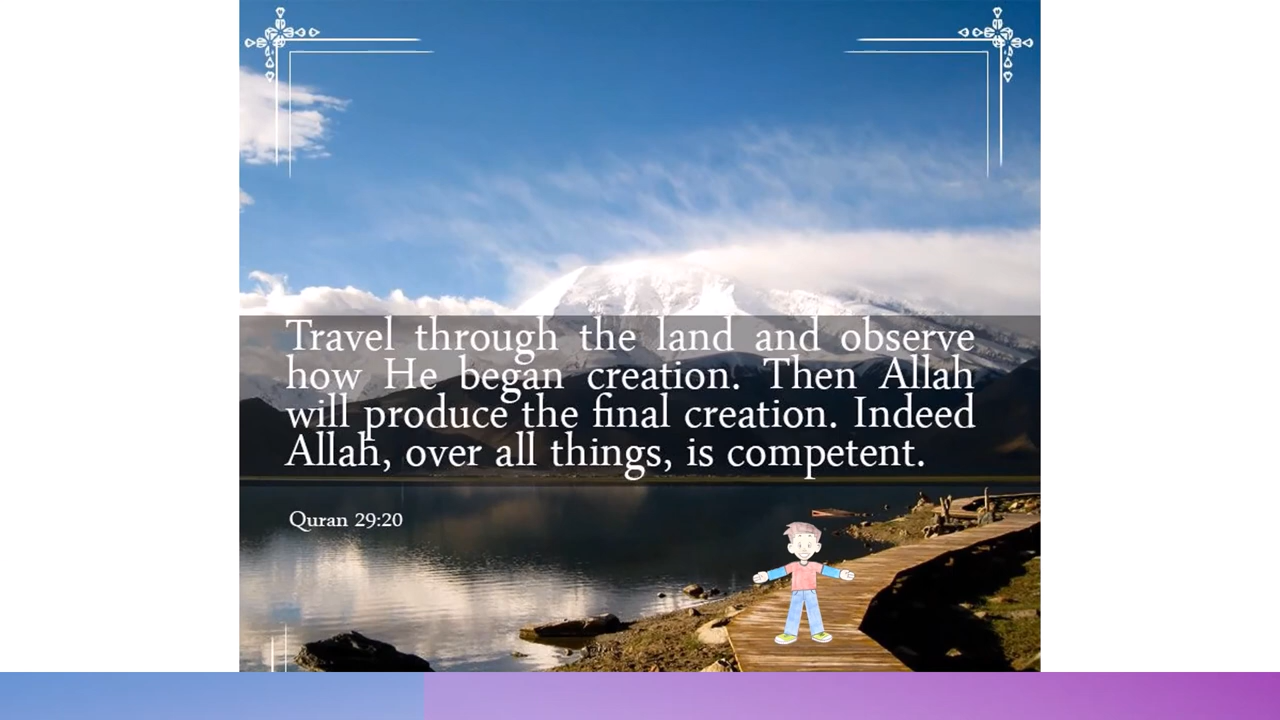 Travel through the land and observe
how He began creation. Then Allah
will produce the final creation. Indeed
Allah, over all things, is competent.
Quran 29:20